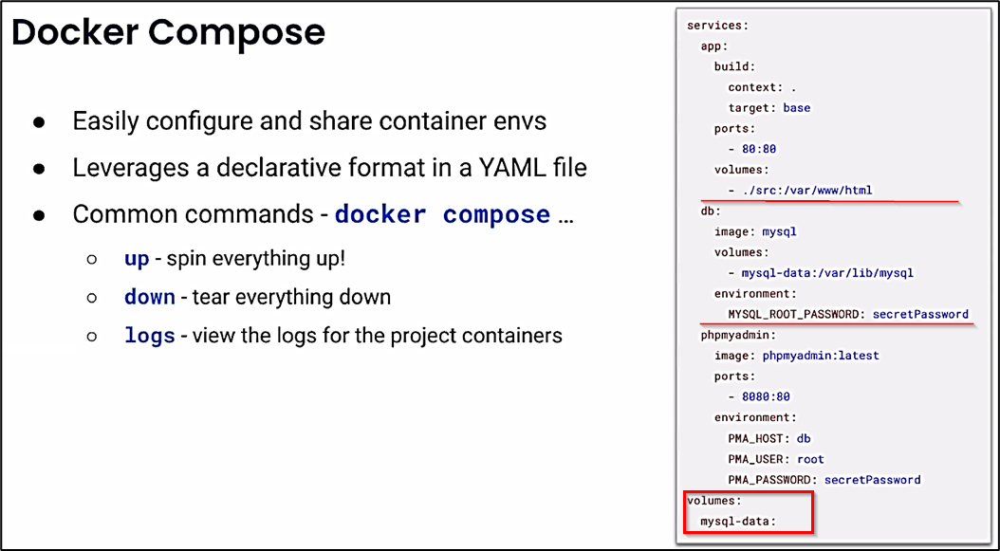 Docker Compose
● Easily configure and share container envs
● Leverages a declarative format in a YAML file
● Common commands - docker compose ...
○ up - spin everything up!
○ down - tear everything down
○ logs - view the logs for the project containers
services:
  app:
    build:
      context: .
      target: base
    ports:
      - 80:80
    volumes:
      - ./src:/var/www/html
  db:
    image: mysql
    volumes:
      - mysql-data:/var/lib/mysql
    environment:
      MYSQL_ROOT_PASSWORD: secretPassword
  phpmyadmin:
    image: phpmyadmin:latest
    ports:
      - 8080:80
    environment:
      PMA_HOST: db
      PMA_USER: root
      PMA_PASSWORD: secretPassword
volumes:
  mysql-data: